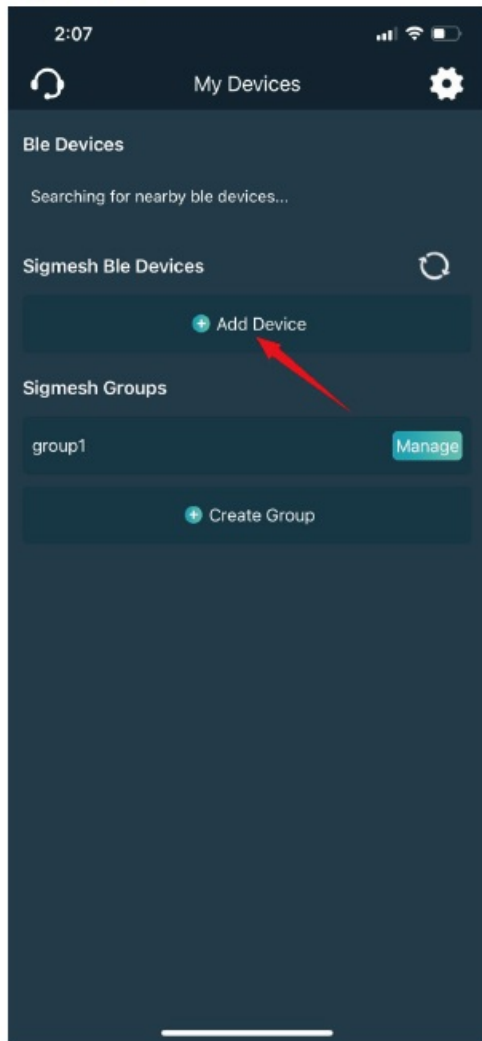 2:07
My Devices
Ble Devices
Searching for nearby ble devices...
Sigmesh Ble Devices
Add Device
Sigmesh Groups
group1 Manage
Create Group